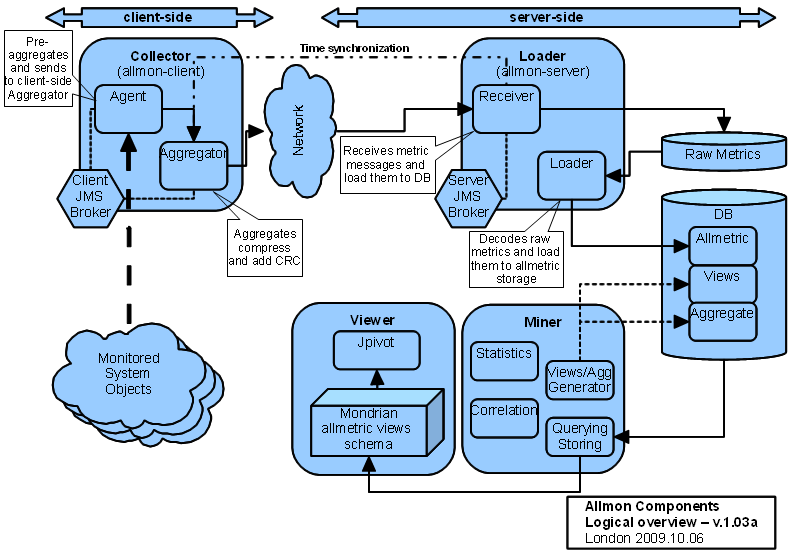 client-side
server-side
Pre-
aggregates
and sends
to client-side
Aggregator
Collector
(allmon-client)
Agent
Aggregator
Client
JMS
Broker
Aggregates
compress
and add CRC
Time synchronization
Network
Loader
(allmon-server)
Receiver
Receives metric
messages and
load them to DB
Loader
Server
JMS
Broker
Decodes raw
metrics and load
them to allmetric
storage
Raw Metrics
DB
Allmetric
Views
Aggregate
Monitored
System
Objects
Viewer
Jpivot
Mondrian
allmetric views
schema
Miner
Statistics
Views/Agg
Generator
Correlation
Querying
Storing
Allmon Components
Logical overview – v.1.03a
London 2009.10.06